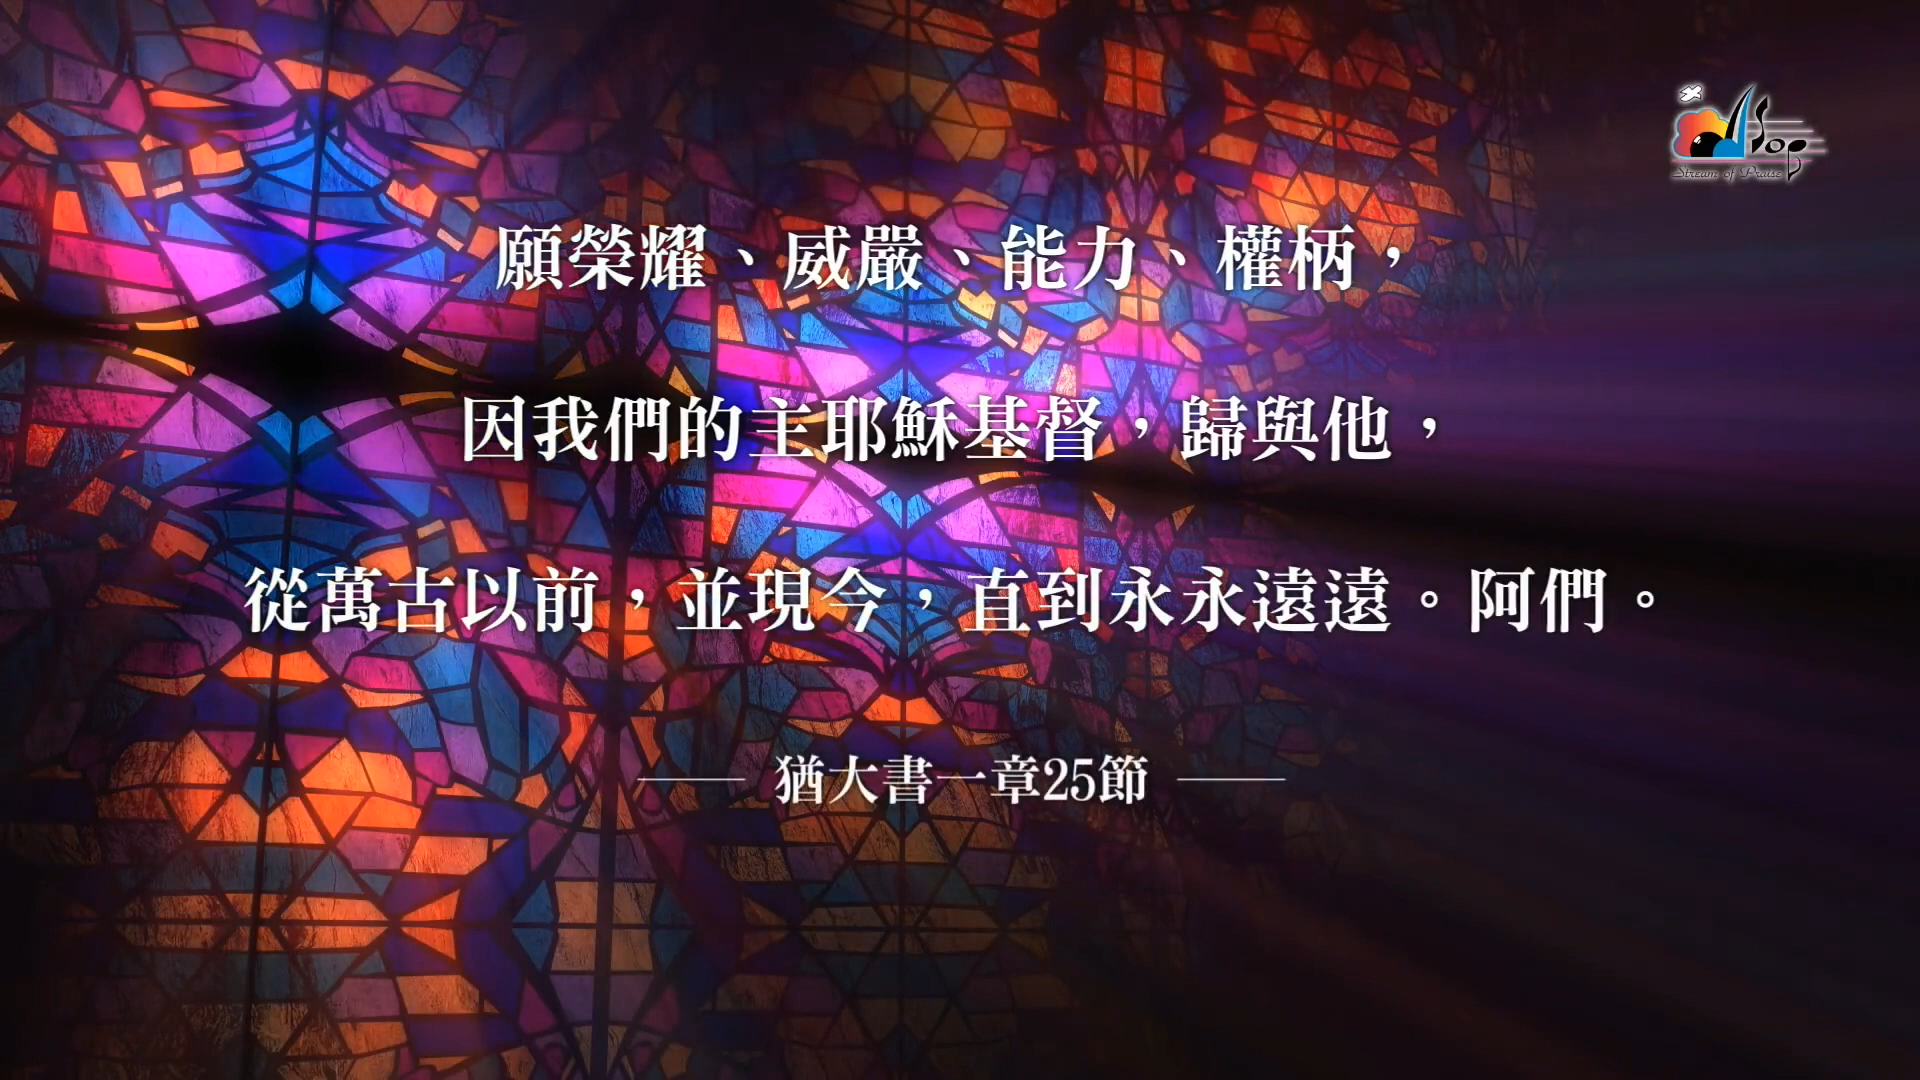 SOP
Stream of Praise
願榮耀、威嚴、能力、權柄，
因我們的主耶穌基督，歸與他，
從萬古以前，並現今，直到永永遠遠。阿們。
猶大書一章25節